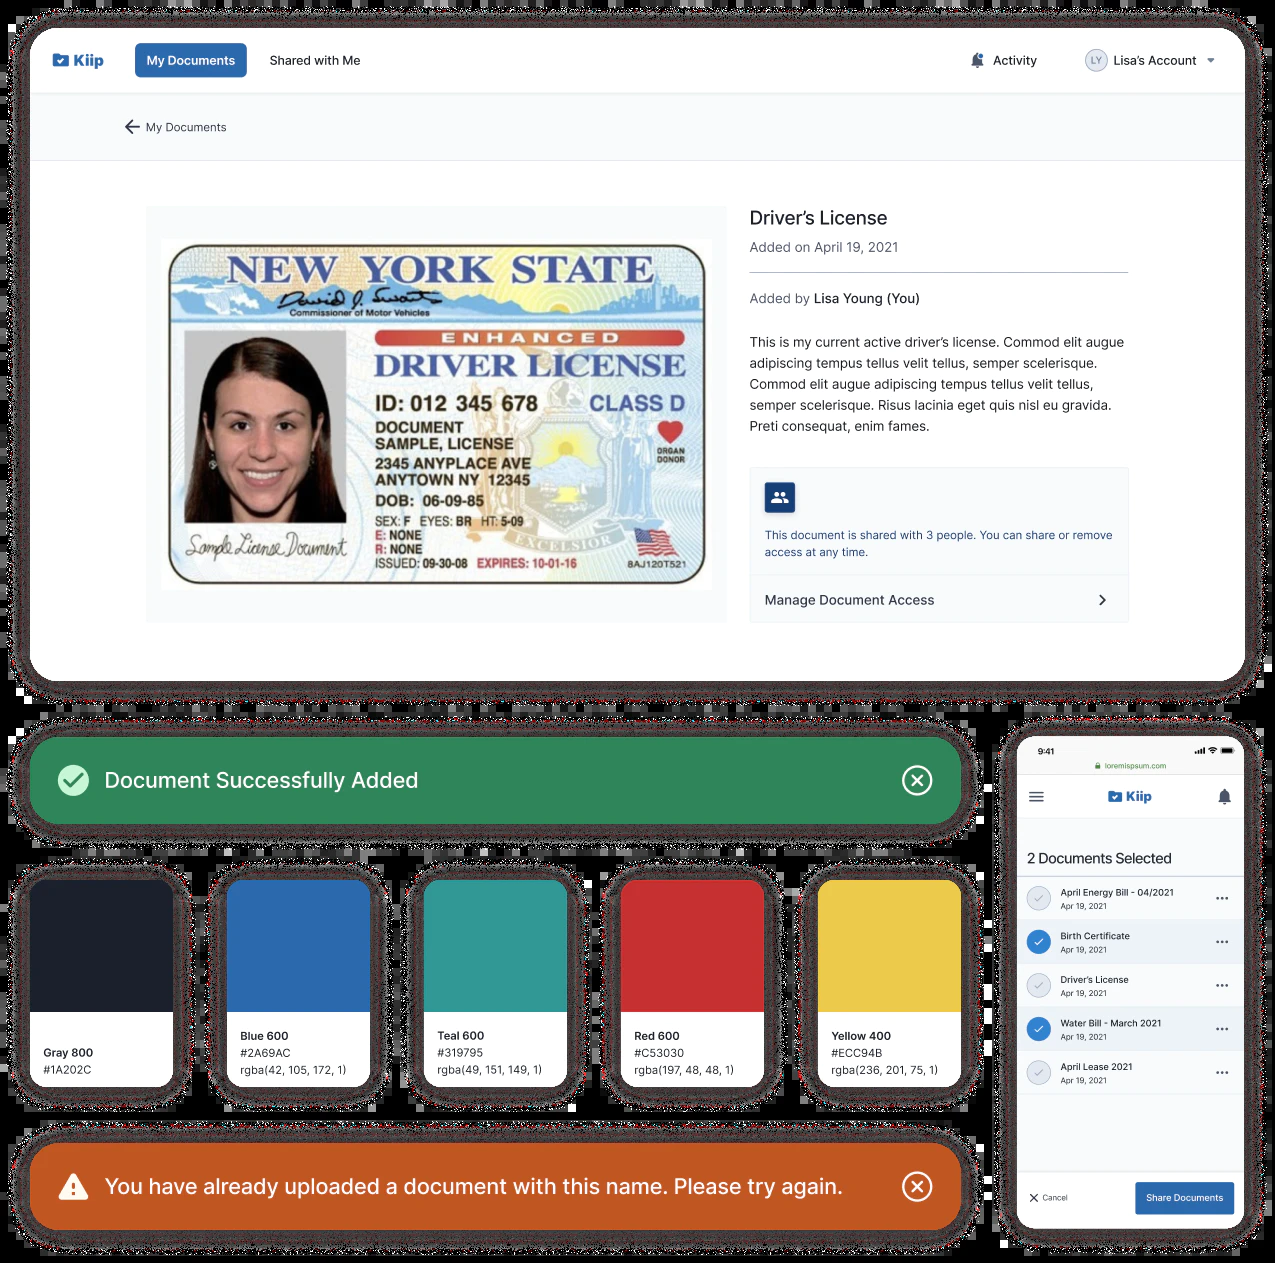 Kiip
My Documents
Shared with Me
Activity
LY
Lisa's Account
My Documents
NEW YORK STATE
David J. Swarts
Commissioner of Motor Vehicles
ENHANCED
DRIVER LICENSE
ID: 012 345 678 CLASS D
DOCUMENT
SAMPLE, LICENSE
2345 ANYPLACE AVE
ANYTOWN NY 12345
DOB: 06-09-85
SEX: F EYES: BR HT: 5-09
E: NONE
R: NONE
ISSUED: 09-30-08 EXPIRES: 10-01-16
ORGAN
DONOR
EXCELSIOR
8AJ120T521
Sample License Document
Driver's License
Added on April 19, 2021
Added by Lisa Young (You)
This is my current active driver's license. Commod elit augue
adipiscing tempus tellus velit tellus, semper scelerisque.
Commod elit augue adipiscing tempus tellus velit tellus,
semper scelerisque. Risus lacinia eget quis nisl eu gravida.
Preti consequat, enim fames.
This document is shared with 3 people. You can share or remove
access at any time.
Manage Document Access
Document Successfully Added
Gray 800
#1A202C
Blue 600
#2A69AC
rgba(42, 105, 172, 1)
Teal 600
#319795
rgba(49, 151, 149, 1)
Red 600
#C53030
rgba(197, 48, 48, 1)
Yellow 400
#ECC94B
rgba(236, 201, 75, 1)
You have already uploaded a document with this name. Please try again.
9:41
loremispsum.com
Kiip
2 Documents Selected
April Energy Bill - 04/2021
Apr 19, 2021
Birth Certificate
Apr 19, 2021
Driver's License
Apr 19, 2021
Water Bill - March 2021
Apr 19, 2021
April Lease 2021
Apr 19, 2021
Cancel
Share Documents